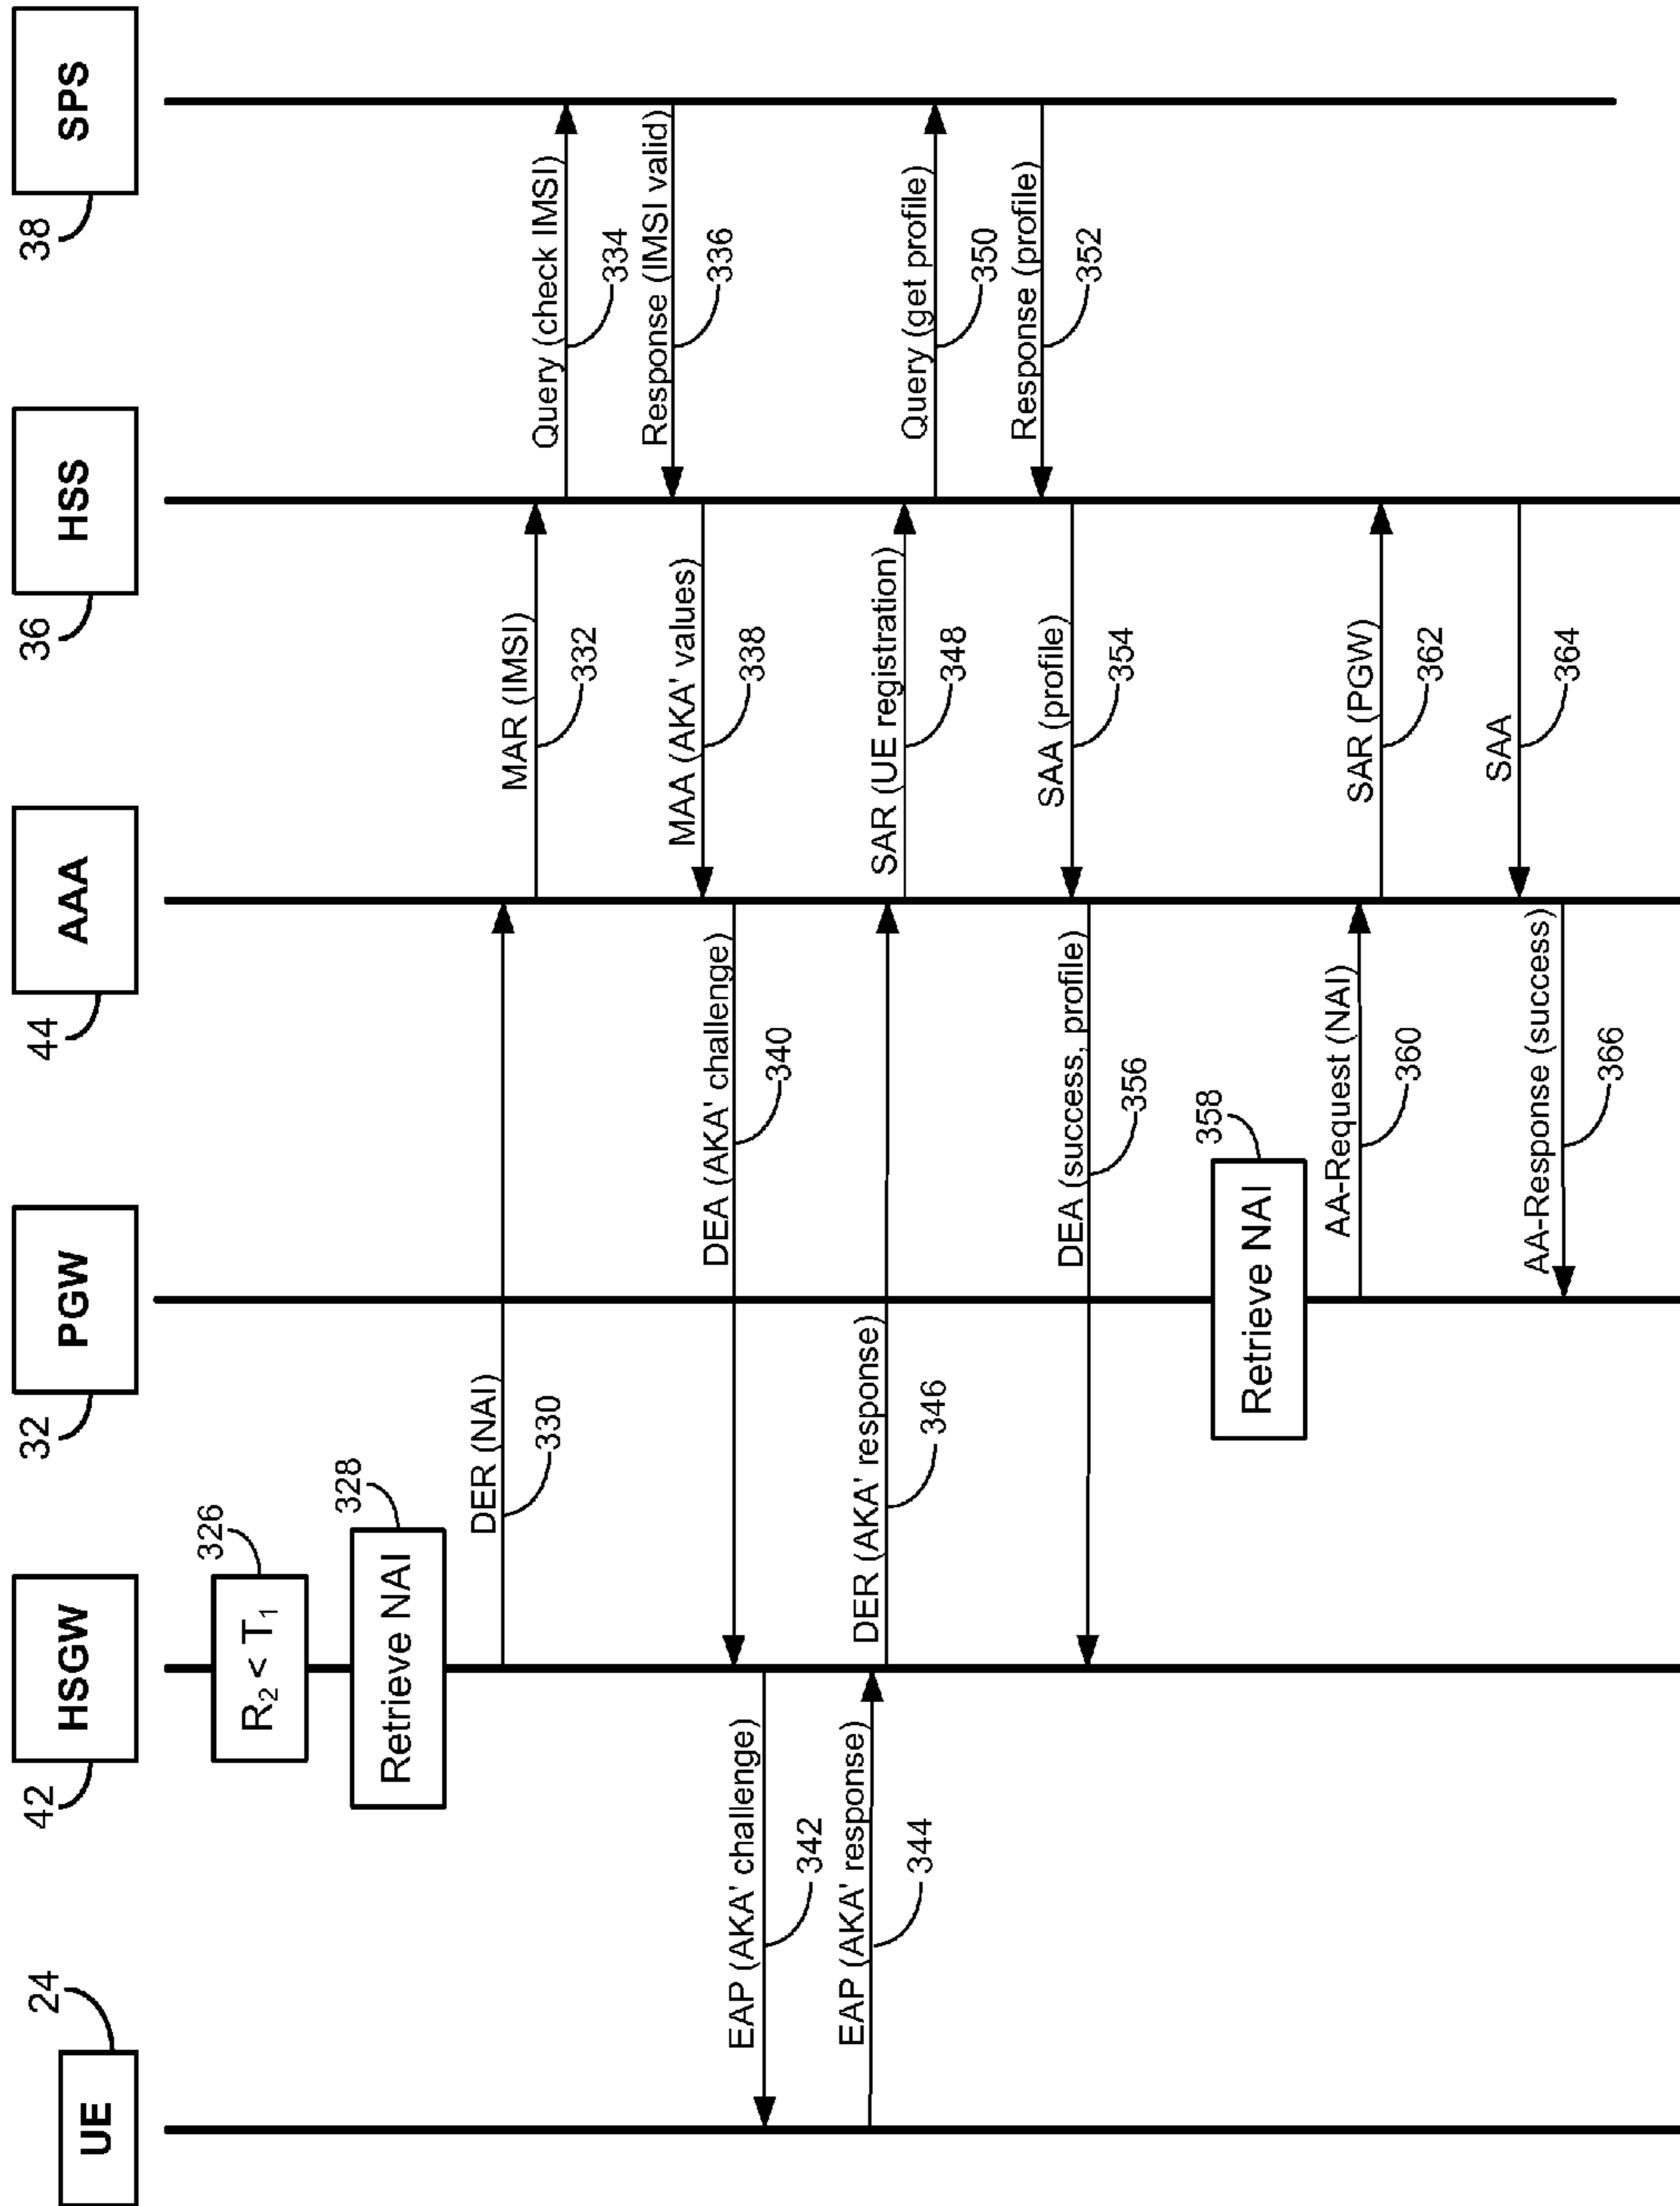 UE
24
HSGW
42
PGW
32
AAA
44
HSS
36
SPS
38
R₂ < T₁
326
Retrieve NAI
328
DER (NAI)
330
MAR (IMSI)
332
Query (check IMSI)
334
Response (IMSI valid)
336
MAA (AKA' values)
338
DEA (AKA' challenge)
340
EAP (AKA' challenge)
342
EAP (AKA' response)
344
DER (AKA' response)
346
SAR (UE registration)
348
Query (get profile)
350
Response (profile)
352
SAA (profile)
354
DEA (success, profile)
356
Retrieve NAI
358
AA-Request (NAI)
360
SAR (PGW)
362
SAA
364
AA-Response (success)
366